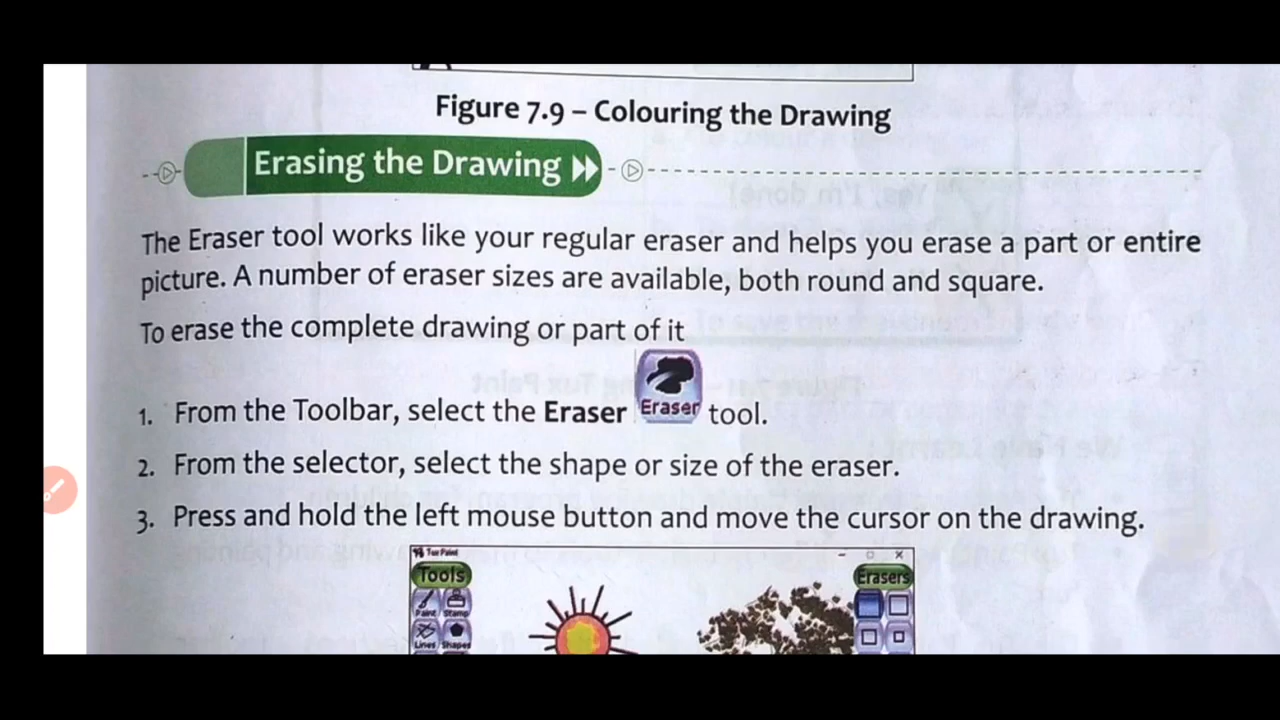 Figure 7.9 – Colouring the Drawing
Erasing the Drawing
The Eraser tool works like your regular eraser and helps you erase a part or entire
picture. A number of eraser sizes are available, both round and square.
To erase the complete drawing or part of it
1. From the Toolbar, select the Eraser Eraser tool.
2. From the selector, select the shape or size of the eraser.
3. Press and hold the left mouse button and move the cursor on the drawing.
Tux Paint
Tools
Erasers
Paint Stamp
Lines Shapes